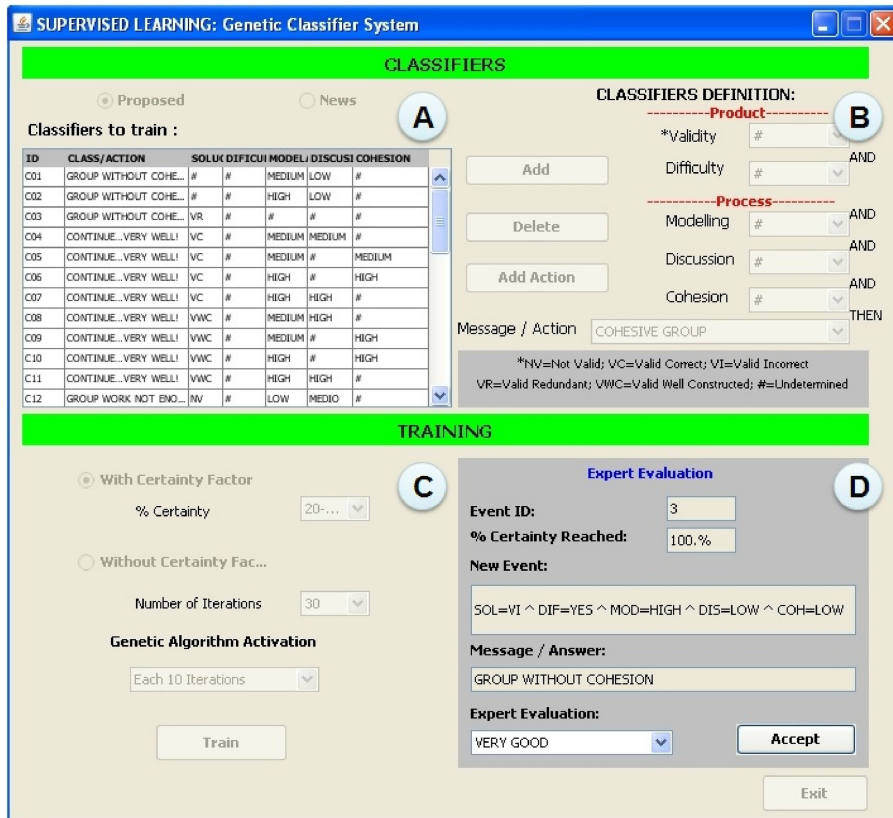 SUPERVISED LEARNING: Genetic Classifier System
CLASSIFIERS
Proposed
News
A
Classifiers to train :
ID CLASS/ACTION SOLUC DIFICUI MODEL. DISCUSI COHESION
C01 GROUP WITHOUT COHE... # # MEDIUM LOW #
C02 GROUP WITHOUT COHE... # # HIGH LOW #
C03 GROUP WITHOUT COHE... VR # # # #
C04 CONTINUE...VERY WELL! VC # MEDIUM MEDIUM #
C05 CONTINUE...VERY WELL! VC # MEDIUM # MEDIUM
C06 CONTINUE...VERY WELL! VC # HIGH # HIGH
C07 CONTINUE...VERY WELL! VC # HIGH HIGH #
C08 CONTINUE...VERY WELL! VWC # MEDIUM HIGH #
C09 CONTINUE...VERY WELL! VWC # MEDIUM # HIGH
C10 CONTINUE...VERY WELL! VWC # HIGH # HIGH
C11 CONTINUE...VERY WELL! VWC # HIGH HIGH #
C12 GROUP WORK NOT ENO... NV # LOW MEDIO #
Add
Delete
Add Action
CLASSIFIERS DEFINITION:
B
----------Product----------
*Validity #
AND
Difficulty #
----------Process----------
Modelling #
AND
Discussion #
AND
Cohesion #
AND
THEN
Message / Action COHESIVE GROUP
*NV=Not Valid; VC=Valid Correct; VI=Valid Incorrect
VR=Valid Redundant; VWC=Valid Well Constructed; #=Undetermined
TRAINING
C
With Certainty Factor
% Certainty 20-...
Without Certainty Fac...
Number of Iterations 30
Genetic Algorithm Activation
Each 10 Iterations
Train
Expert Evaluation
D
Event ID: 3
% Certainty Reached: 100.%
New Event:
SOL=VI ^ DIF=YES ^ MOD=HIGH ^ DIS=LOW ^ COH=LOW
Message / Answer:
GROUP WITHOUT COHESION
Expert Evaluation:
VERY GOOD
Accept
Exit